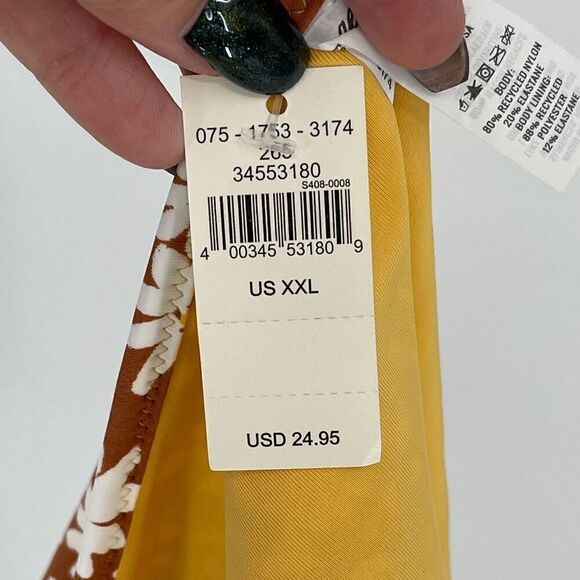 075 - 1753 - 3174
34553180
S408-0008
4 00345 53180 9
US XXL
USD 24.95
BODY:
80% RECYCLED NYLON
20% ELASTANE
BODY LINING:
88% RECYCLED
POLYESTER
12% ELASTANE